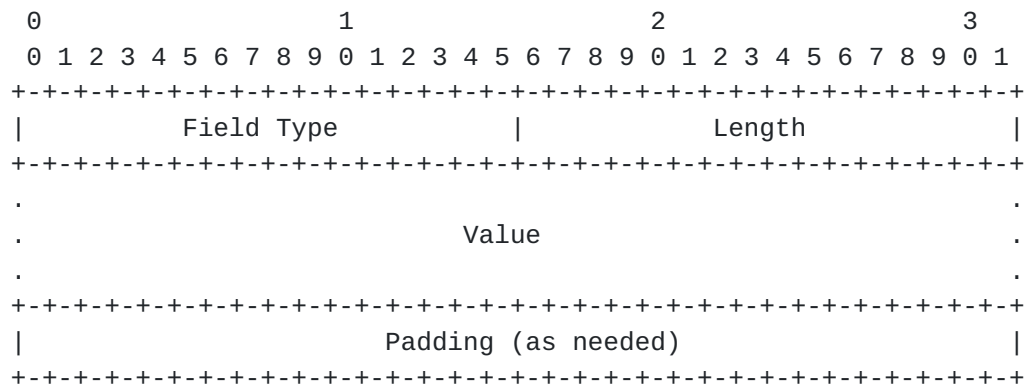 0                   1                   2                   3
 0 1 2 3 4 5 6 7 8 9 0 1 2 3 4 5 6 7 8 9 0 1 2 3 4 5 6 7 8 9 0 1
+-+-+-+-+-+-+-+-+-+-+-+-+-+-+-+-+-+-+-+-+-+-+-+-+-+-+-+-+-+-+-+-+
|          Field Type           |            Length             |
+-+-+-+-+-+-+-+-+-+-+-+-+-+-+-+-+-+-+-+-+-+-+-+-+-+-+-+-+-+-+-+-+
.                                                               .
.                            Value                              .
.                                                               .
+-+-+-+-+-+-+-+-+-+-+-+-+-+-+-+-+-+-+-+-+-+-+-+-+-+-+-+-+-+-+-+-+
|                       Padding (as needed)                     |
+-+-+-+-+-+-+-+-+-+-+-+-+-+-+-+-+-+-+-+-+-+-+-+-+-+-+-+-+-+-+-+-+